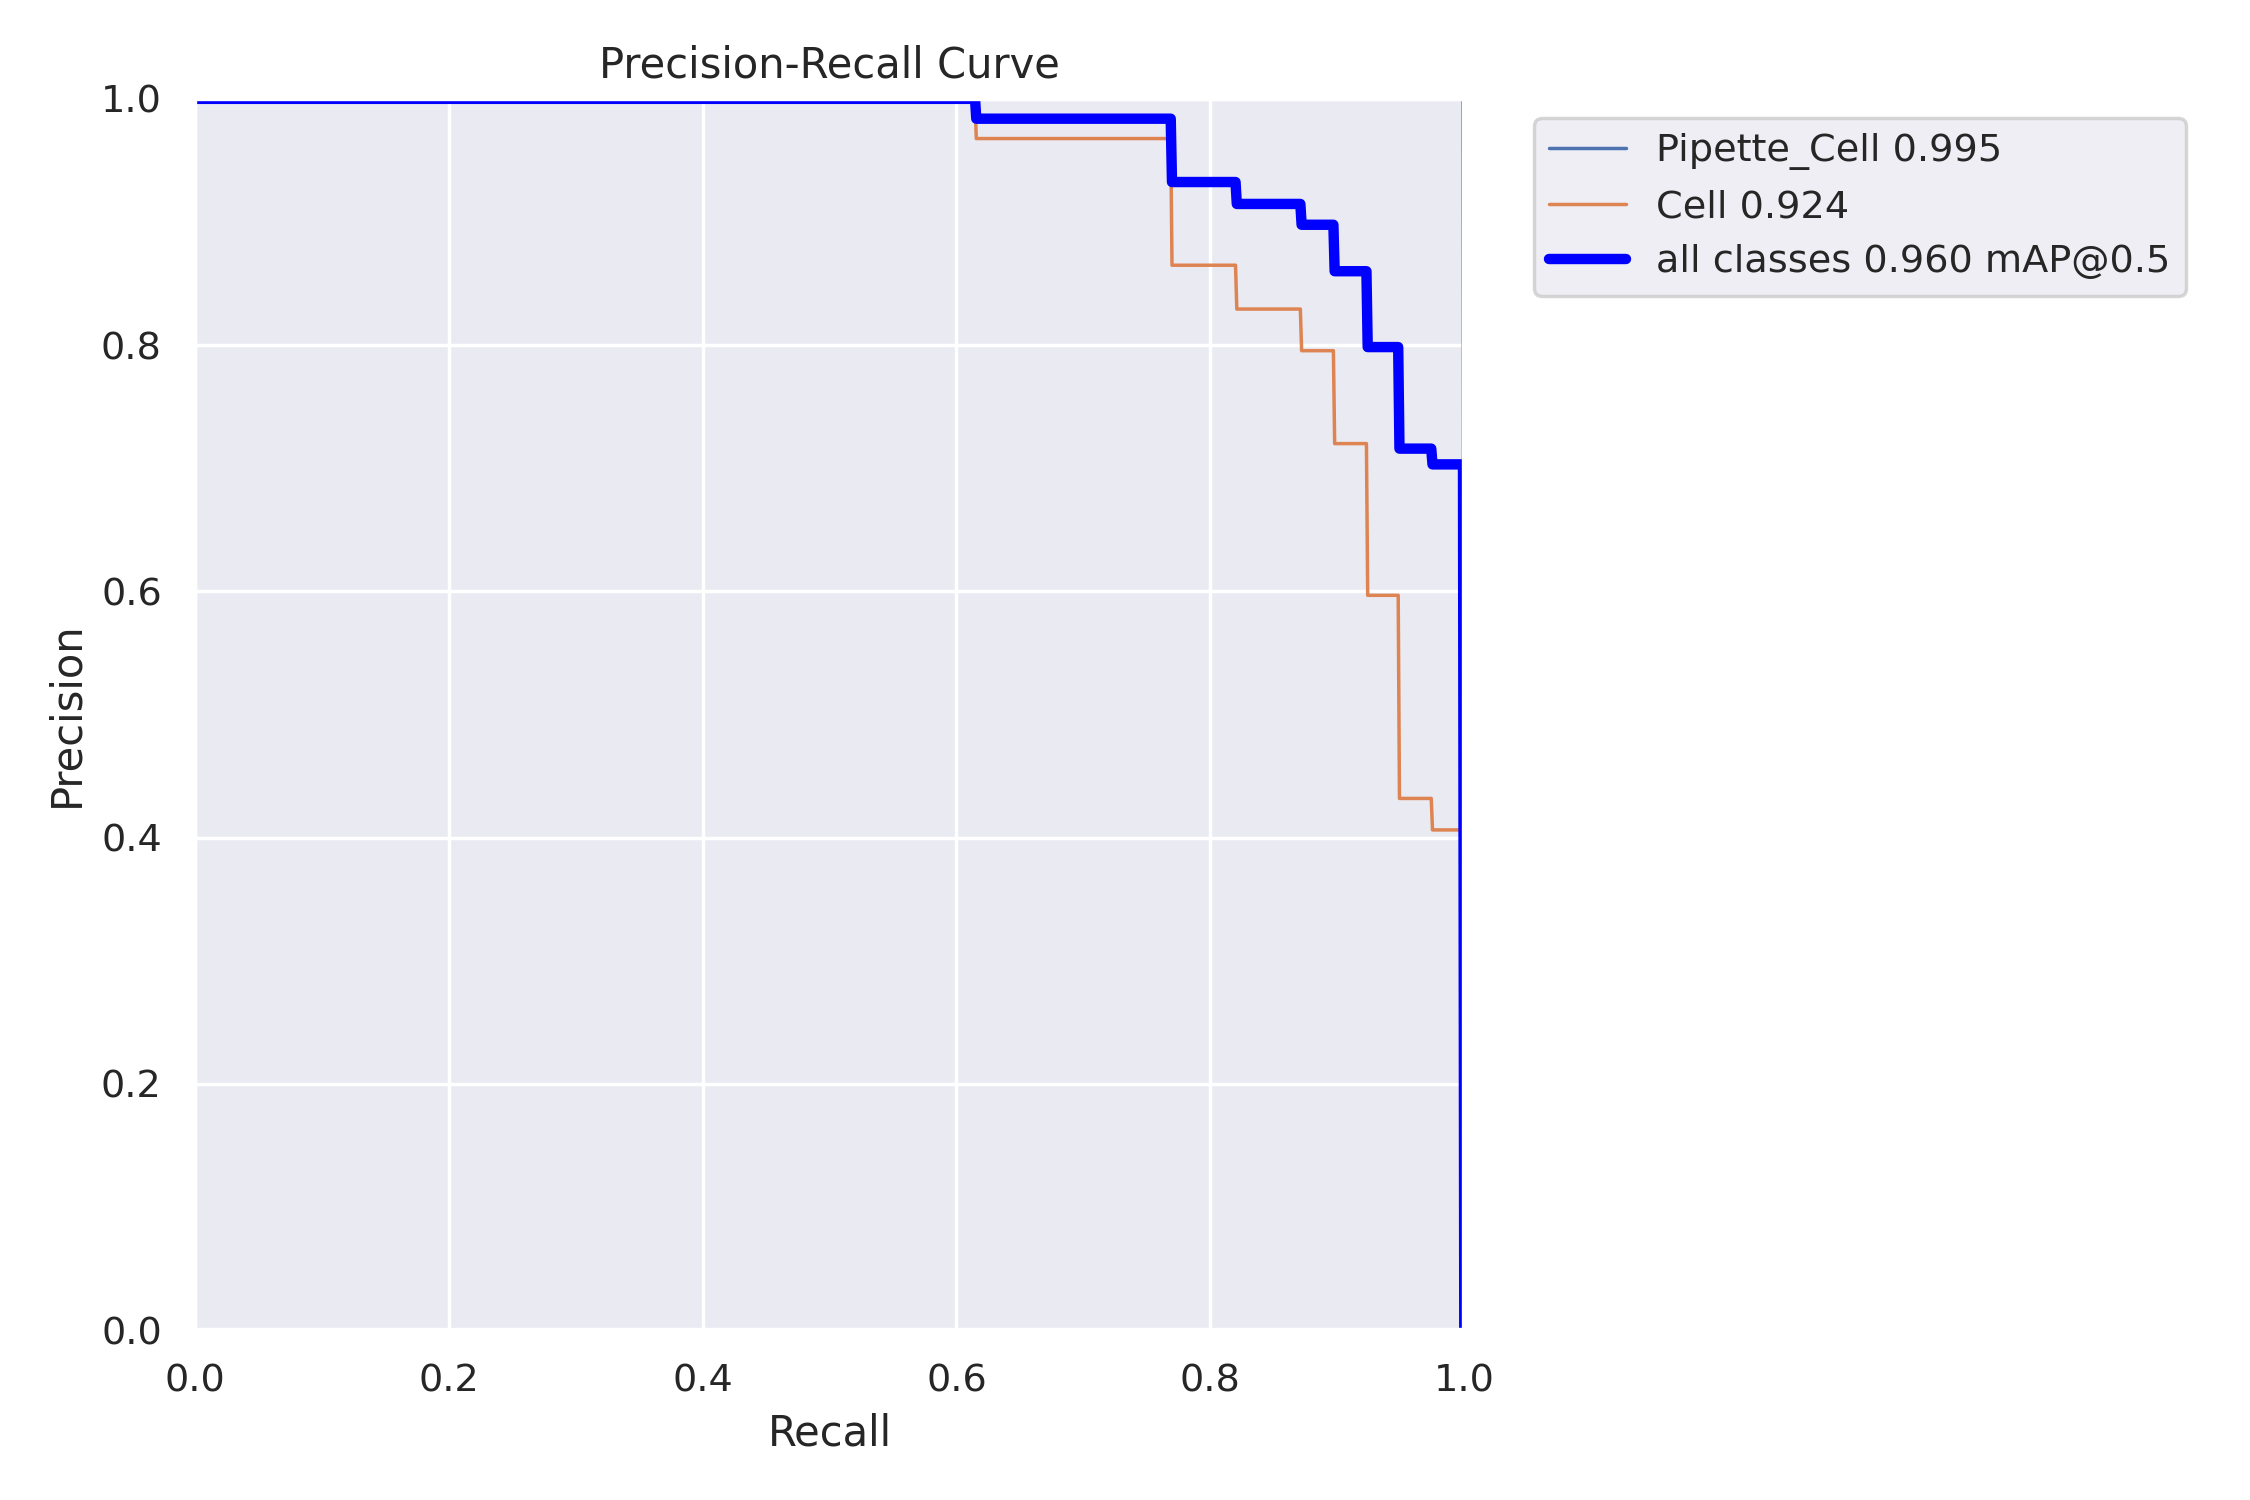 Precision-Recall Curve
1.0
0.8
0.6
0.4
0.2
0.0
Precision
0.0 0.2 0.4 0.6 0.8 1.0
Recall
Pipette_Cell 0.995
Cell 0.924
all classes 0.960 mAP@0.5